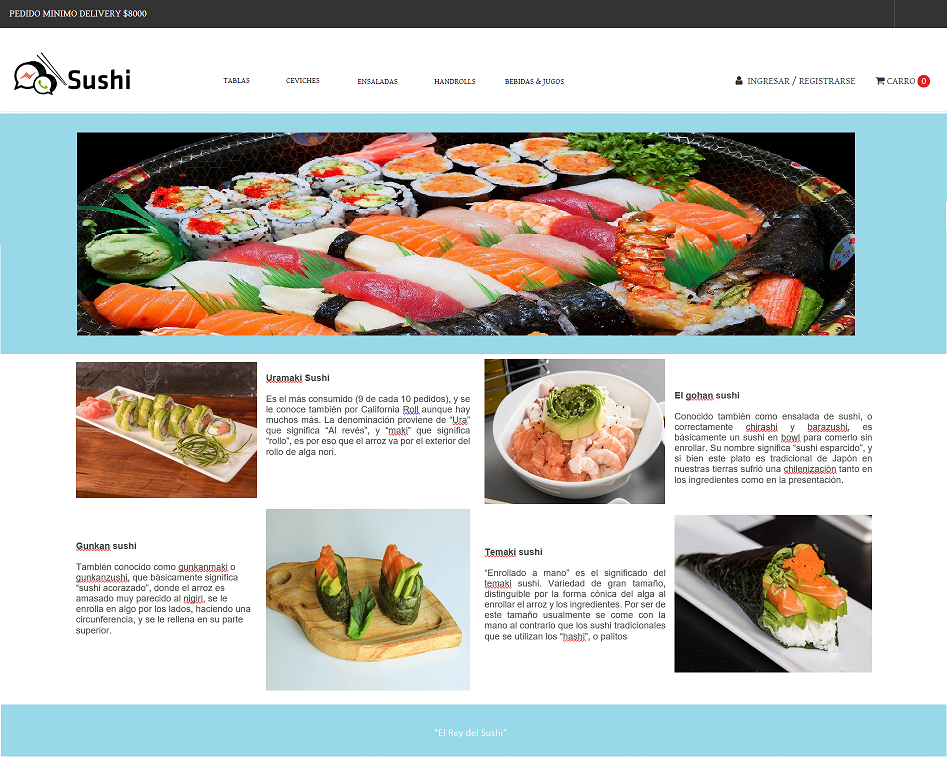 PEDIDO MINIMO DELIVERY $8000
Sushi
TABLAS
CEVICHES
ENSALADAS
HANDROLLS
BEBIDAS & JUGOS
INGRESAR / REGISTRARSE
CARRO 0
Uramaki Sushi
Es el más consumido (9 de cada 10 pedidos), y se
le conoce también por California Roll aunque hay
muchos más. La denominación proviene de “Ura”
que significa “Al revés”, y “maki” que significa
“rollo”, es por eso que el arroz va por el exterior del
rollo de alga nori.
El gohan sushi
Conocido también como ensalada de sushi, o
correctamente chirashi y barazushi, es
básicamente un sushi en bowl para comerlo sin
enrollar. Su nombre significa “sushi esparcido”, y
si bien este plato es tradicional de Japón en
nuestras tierras sufrió una chilenización tanto en
los ingredientes como en la presentación.
Gunkan sushi
También conocido como gunkanmaki o
gunkanzushi, que básicamente significa
“sushi acorazado”, donde el arroz es
amasado muy parecido al nigiri, se le
enrolla en algo por los lados, haciendo una
circunferencia, y se le rellena en su parte
superior.
Temaki sushi
“Enrollado a mano” es el significado del
temaki sushi. Variedad de gran tamaño,
distinguible por la forma cónica del alga al
enrollar el arroz y los ingredientes. Por ser de
este tamaño usualmente se come con la
mano al contrario que los sushi tradicionales
que se utilizan los “hashi”, o palitos
"El Rey del Sushi"